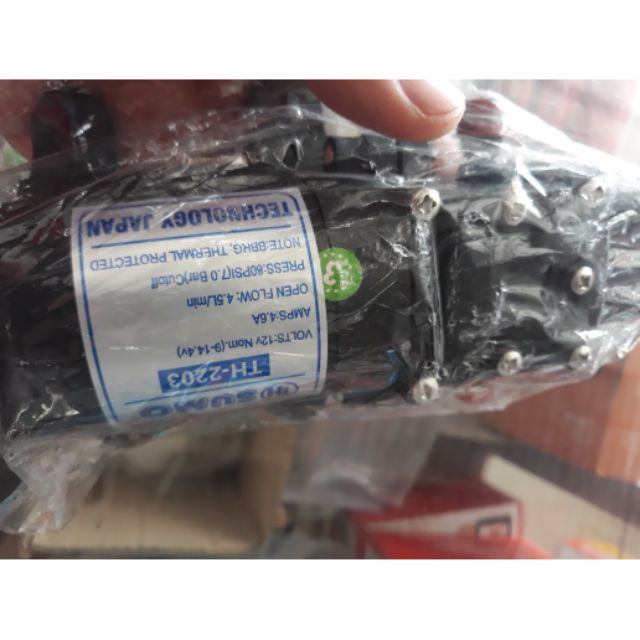 SUMO
TH-2203
VOLTS:12v Nom.(9-14.4v)
AMPS:4.6A
OPEN FLOW: 4.5L/min
PRESS:80PSI(7.0 Bar)Cutoff
NOTE-BBRG, THERMAL PROTECTED
TECHNOLOGY JAPAN